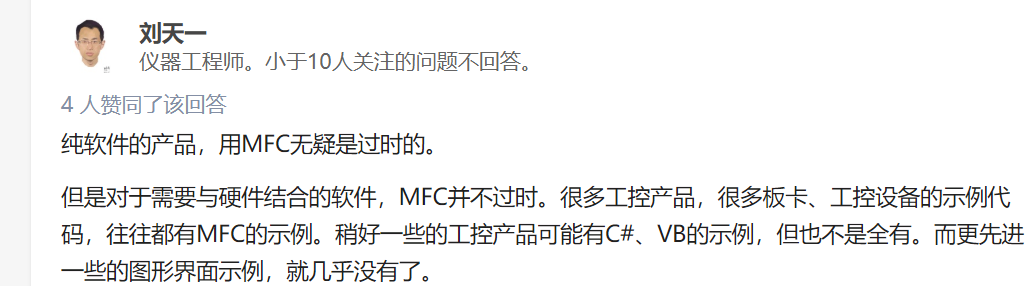 刘天一
仪器工程师。小于10人关注的问题不回答。
4 人赞同了该回答
纯软件的产品，用MFC无疑是过时的。
但是对于需要与硬件结合的软件，MFC并不过时。很多工控产品，很多板卡、工控设备的示例代
码，往往都有MFC的示例。稍好一些的工控产品可能有C#、VB的示例，但也不是全有。而更先进
一些的图形界面示例，就几乎没有了。